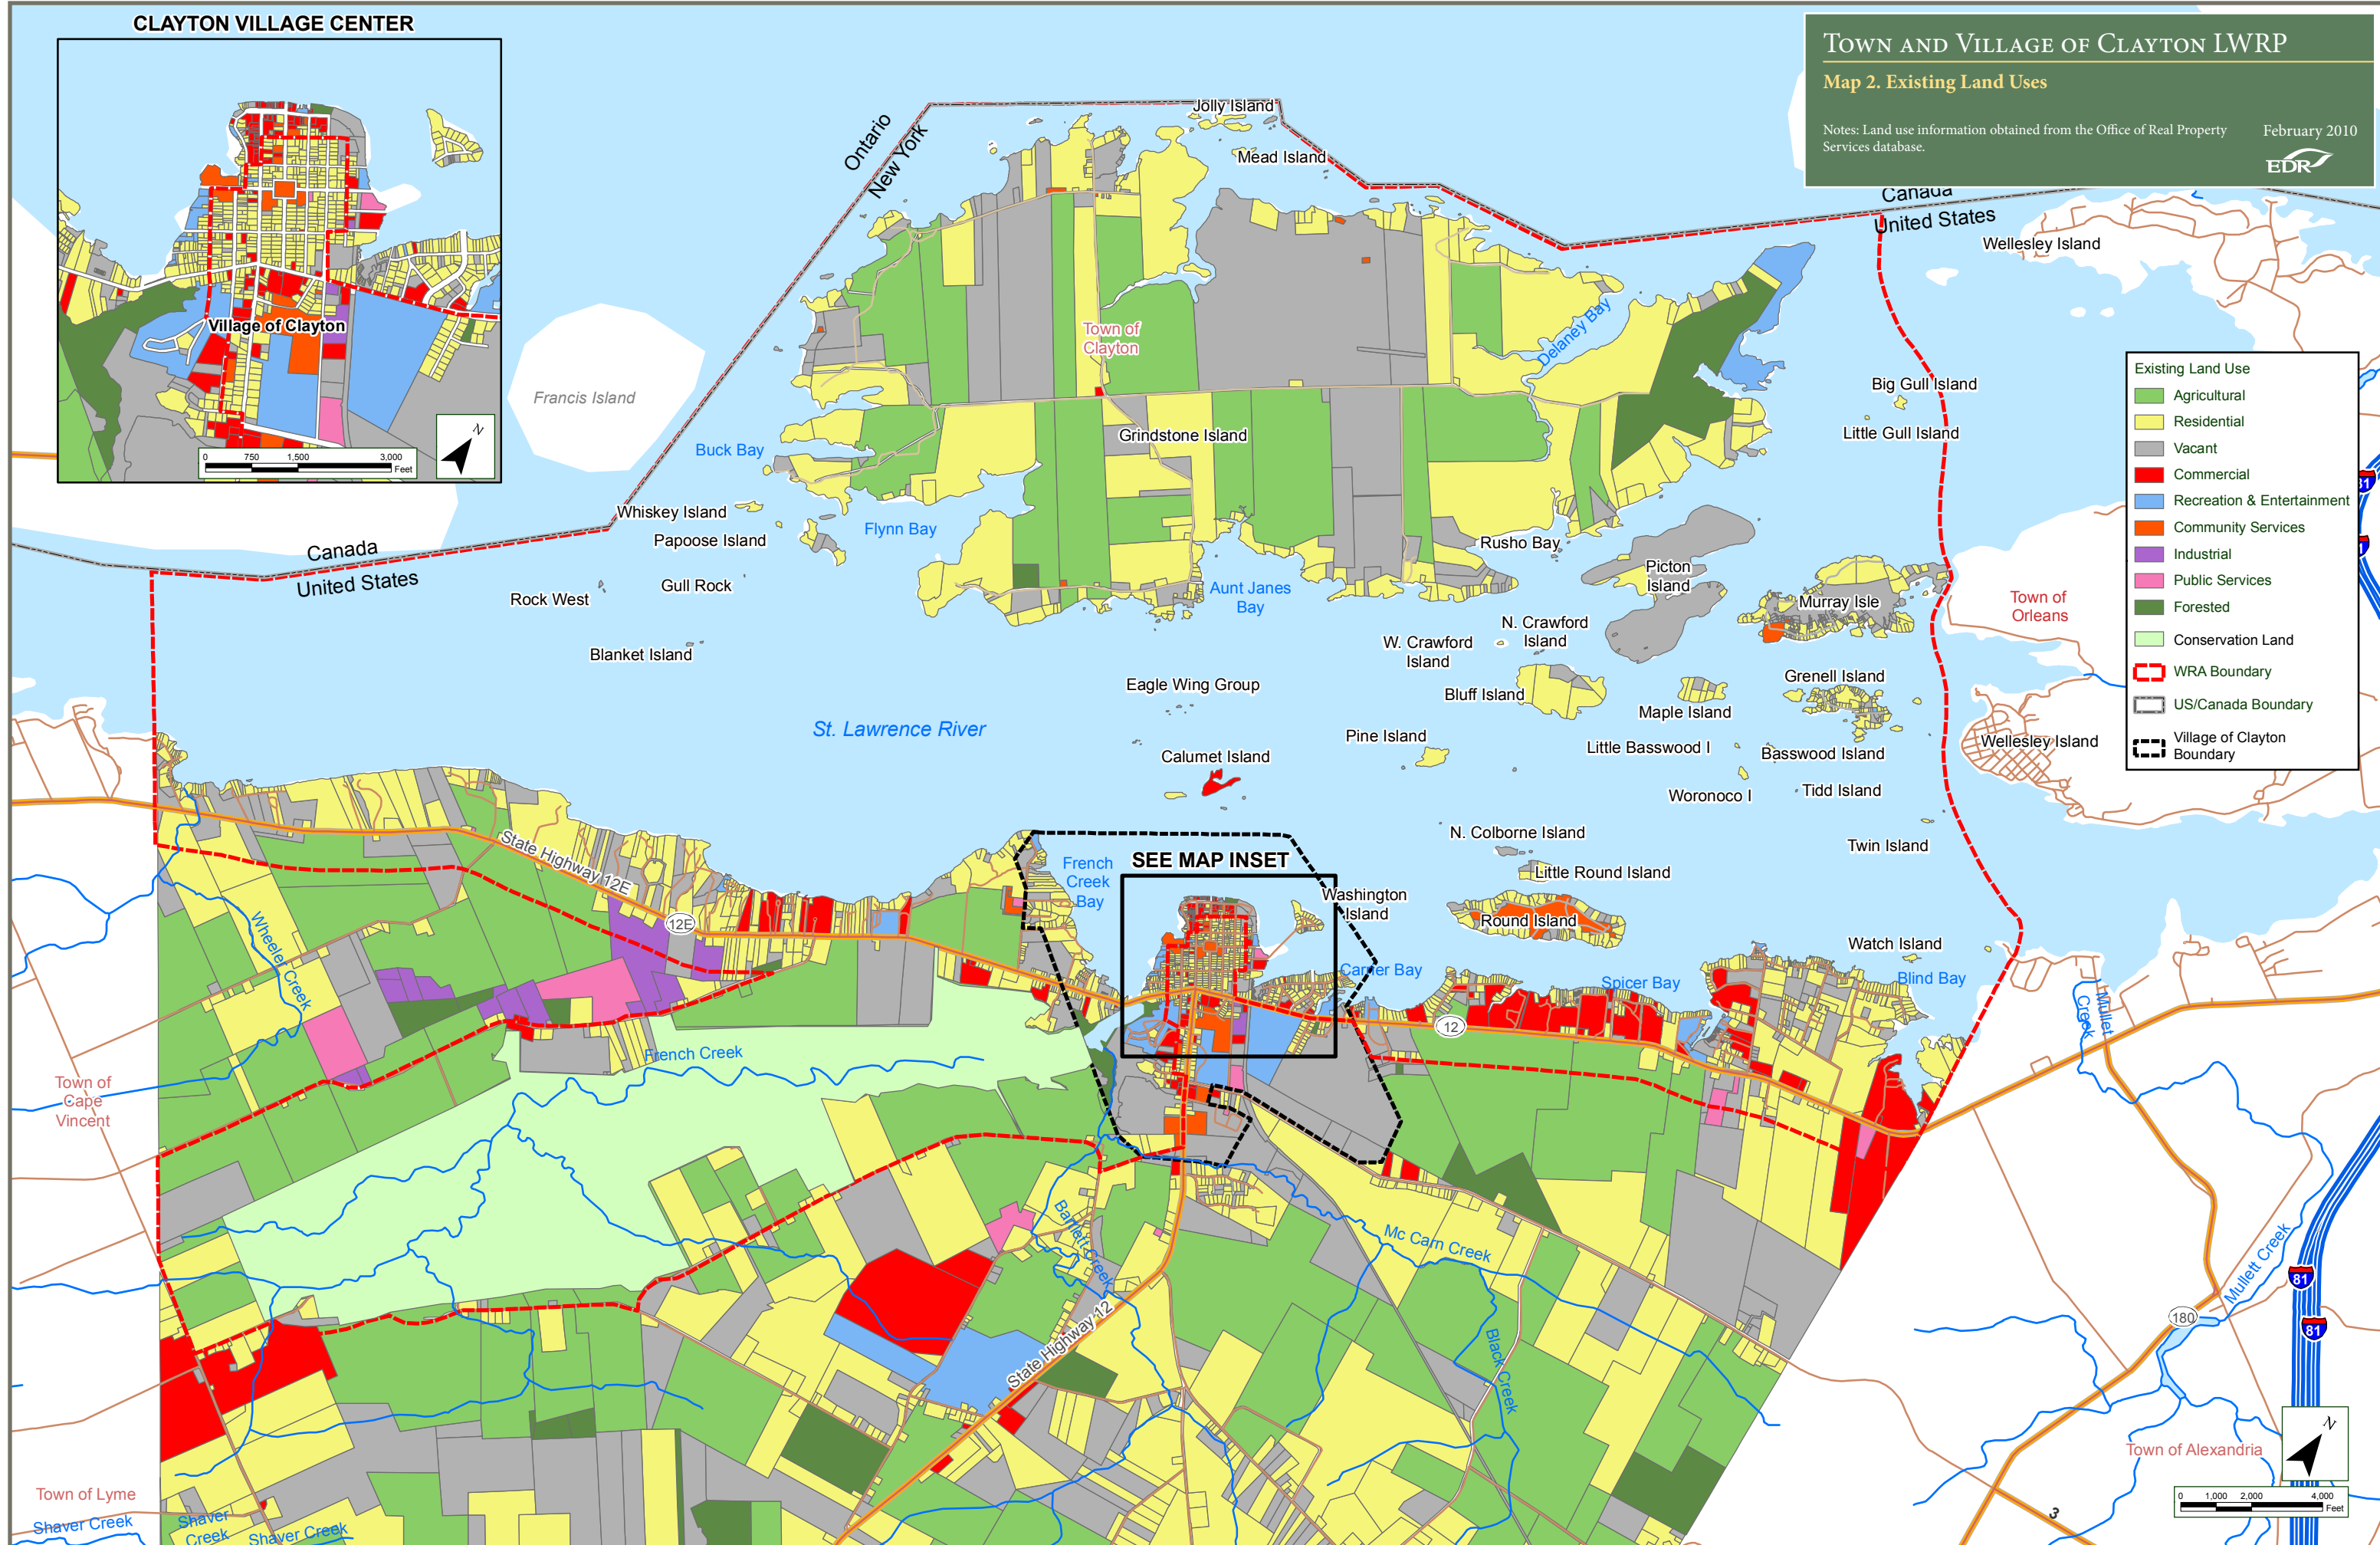 CLAYTON VILLAGE CENTER
Village of Clayton
0 750 1,500 3,000
Feet
N
TOWN AND VILLAGE OF CLAYTON LWRP
Map 2. Existing Land Uses
Notes: Land use information obtained from the Office of Real Property
Services database.
February 2010
EDR
Ontario
New York
Jolly Island
Mead Island
Canada
United States
Wellesley Island
Francis Island
Town of
Clayton
Delaney Bay
Big Gull Island
Little Gull Island
Grindstone Island
Buck Bay
Whiskey Island
Papoose Island
Flynn Bay
Canada
United States
Rock West
Gull Rock
Blanket Island
Aunt Janes
Bay
Rusho Bay
Picton
Island
Murray Isle
N. Crawford
Island
W. Crawford
Island
Bluff Island
Maple Island
Grenell Island
Eagle Wing Group
St. Lawrence River
Pine Island
Little Basswood I
Basswood Island
Calumet Island
Woronoco I
Tidd Island
N. Colborne Island
Twin Island
Little Round Island
Wellesley Island
Town of
Orleans
Existing Land Use
Agricultural
Residential
Vacant
Commercial
Recreation & Entertainment
Community Services
Industrial
Public Services
Forested
Conservation Land
WRA Boundary
US/Canada Boundary
Village of Clayton
Boundary
81
State Highway 12E
12E
French
Creek
Bay
SEE MAP INSET
Washington
Island
Round Island
Carrier Bay
Spicer Bay
Watch Island
Blind Bay
12
Wheeler Creek
French Creek
Mullet
Creek
Town of
Cape
Vincent
Bartlett Creek
Mc Carn Creek
State Highway 12
Black Creek
Mullett Creek
81
81
180
Town of Alexandria
3
N
0 1,000 2,000 4,000
Feet
Town of Lyme
Shaver Creek
Shaver
Creek
Shaver Creek